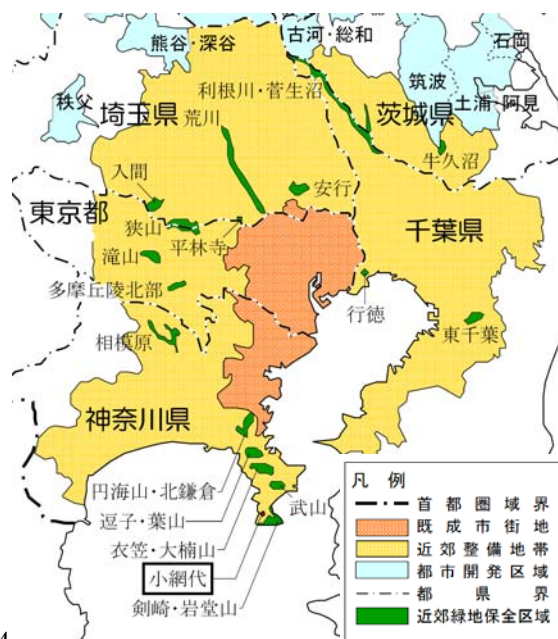 熊谷・深谷
古河・総和
石岡
秩父
筑波
利根川・菅生沼
茨城県
土浦・阿見
埼玉県
荒川
牛久沼
入間
安行
東京都
千葉県
狭山
平林寺
滝山
多摩丘陵北部
行徳
東千葉
相模原
神奈川県
円海山・北鎌倉
武山
逗子・葉山
衣笠・大楠山
小網代
剣崎・岩堂山
凡例
首都圏域界
既成市街地
近郊整備地帯
都市開発区域
都県界
近郊緑地保全区域
4